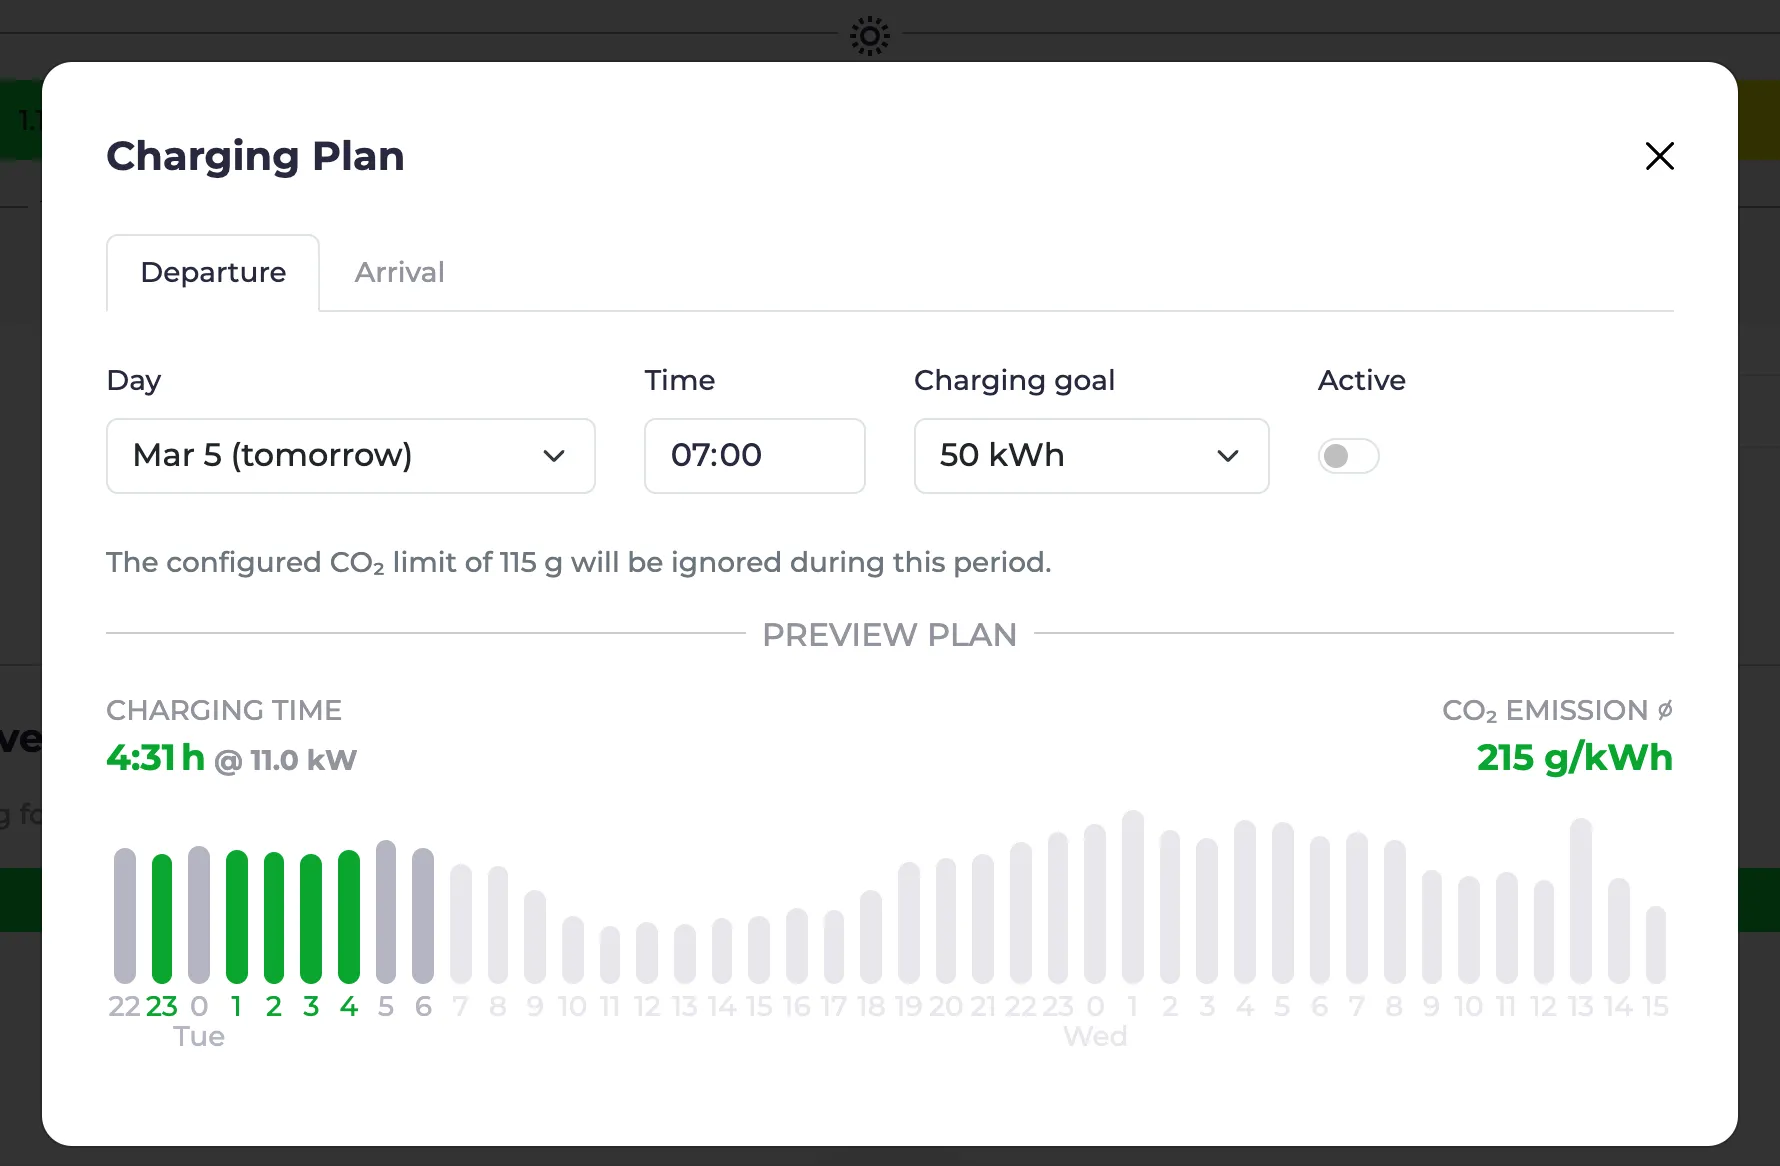 Charging Plan
Departure Arrival
Day Time Charging goal Active
Mar 5 (tomorrow) 07:00 50 kWh
The configured CO₂ limit of 115 g will be ignored during this period.
PREVIEW PLAN
CHARGING TIME CO₂ EMISSION ⌀
4:31 h @ 11.0 kW 215 g/kWh
22 23 0 1 2 3 4 5 6 7 8 9 10 11 12 13 14 15 16 17 18 19 20 21 22 23 0 1 2 3 4 5 6 7 8 9 10 11 12 13 14 15
Tue Wed